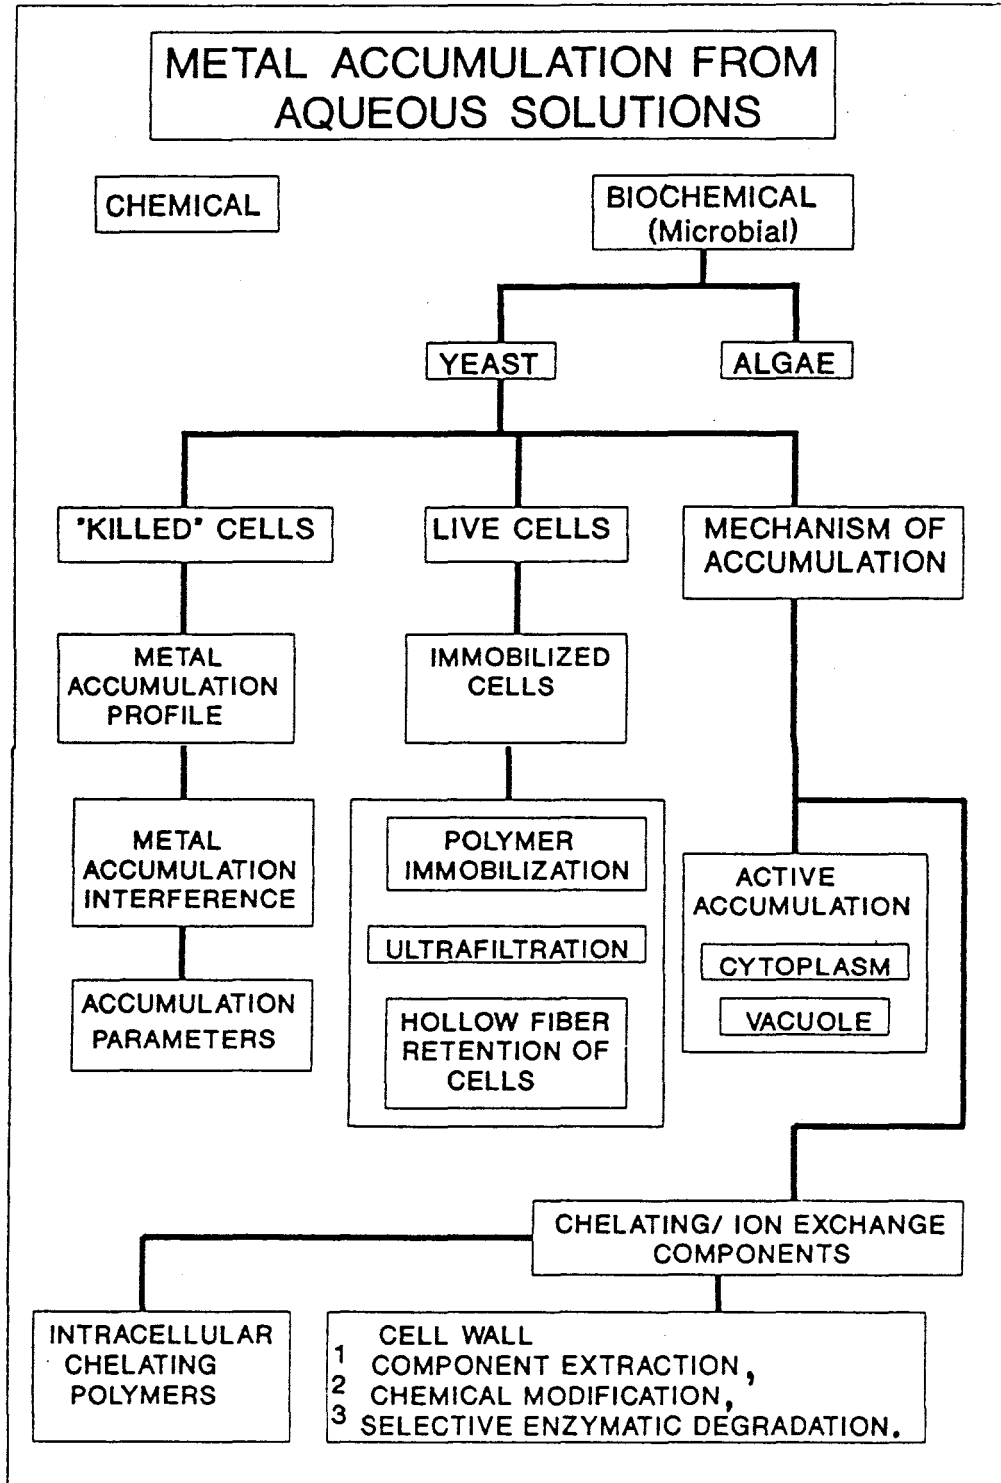 METAL ACCUMULATION FROM
AQUEOUS SOLUTIONS
CHEMICAL
BIOCHEMICAL
(Microbial)
YEAST
ALGAE
"KILLED" CELLS
LIVE CELLS
MECHANISM OF
ACCUMULATION
METAL
ACCUMULATION
PROFILE
IMMOBILIZED
CELLS
METAL
ACCUMULATION
INTERFERENCE
POLYMER
IMMOBILIZATION
ULTRAFILTRATION
HOLLOW FIBER
RETENTION OF
CELLS
ACTIVE
ACCUMULATION
CYTOPLASM
VACUOLE
ACCUMULATION
PARAMETERS
CHELATING/ ION EXCHANGE
COMPONENTS
INTRACELLULAR
CHELATING
POLYMERS
CELL WALL
1 COMPONENT EXTRACTION,
2 CHEMICAL MODIFICATION,
3 SELECTIVE ENZYMATIC DEGRADATION.